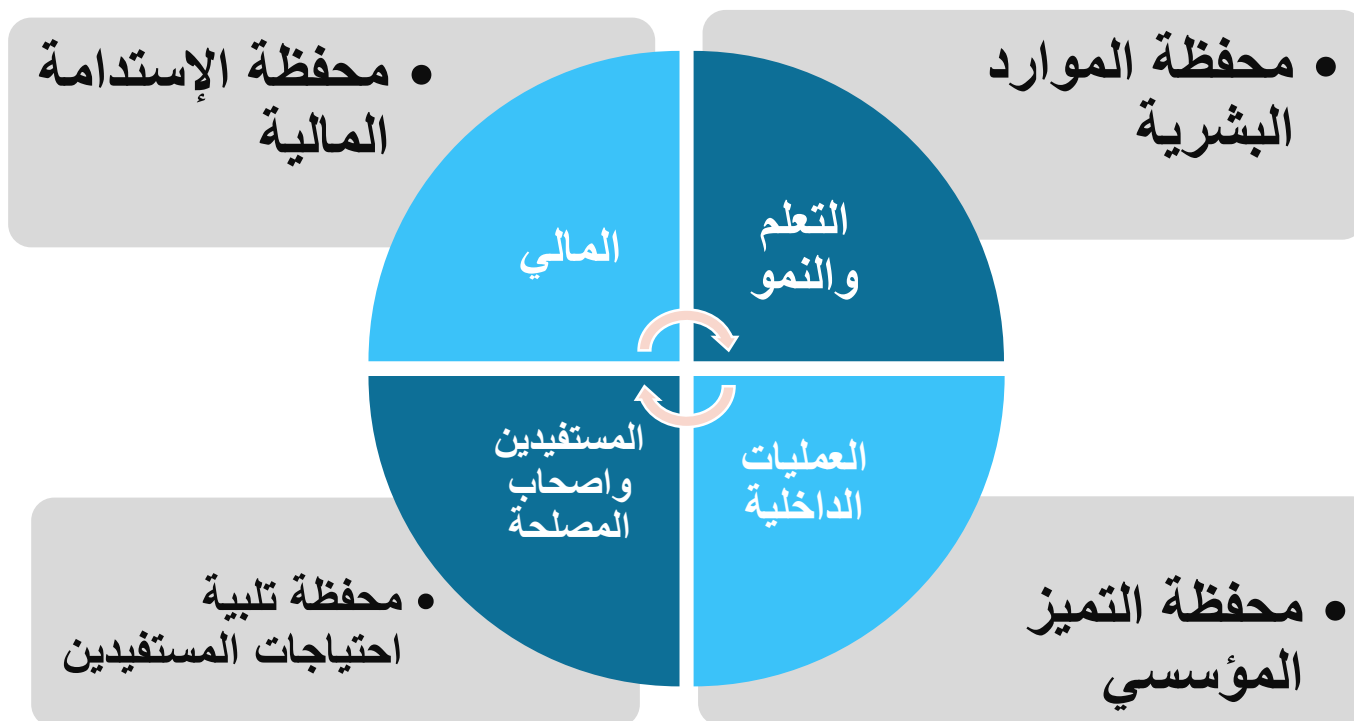 • محفظة الموارد
البشرية
• محفظة الإستدامة
المالية
التعلم
والنمو
المالي
العمليات
الداخلية
المستفيدين
واصحاب
المصلحة
• محفظة التميز
المؤسسي
• محفظة تلبية
احتياجات المستفيدين